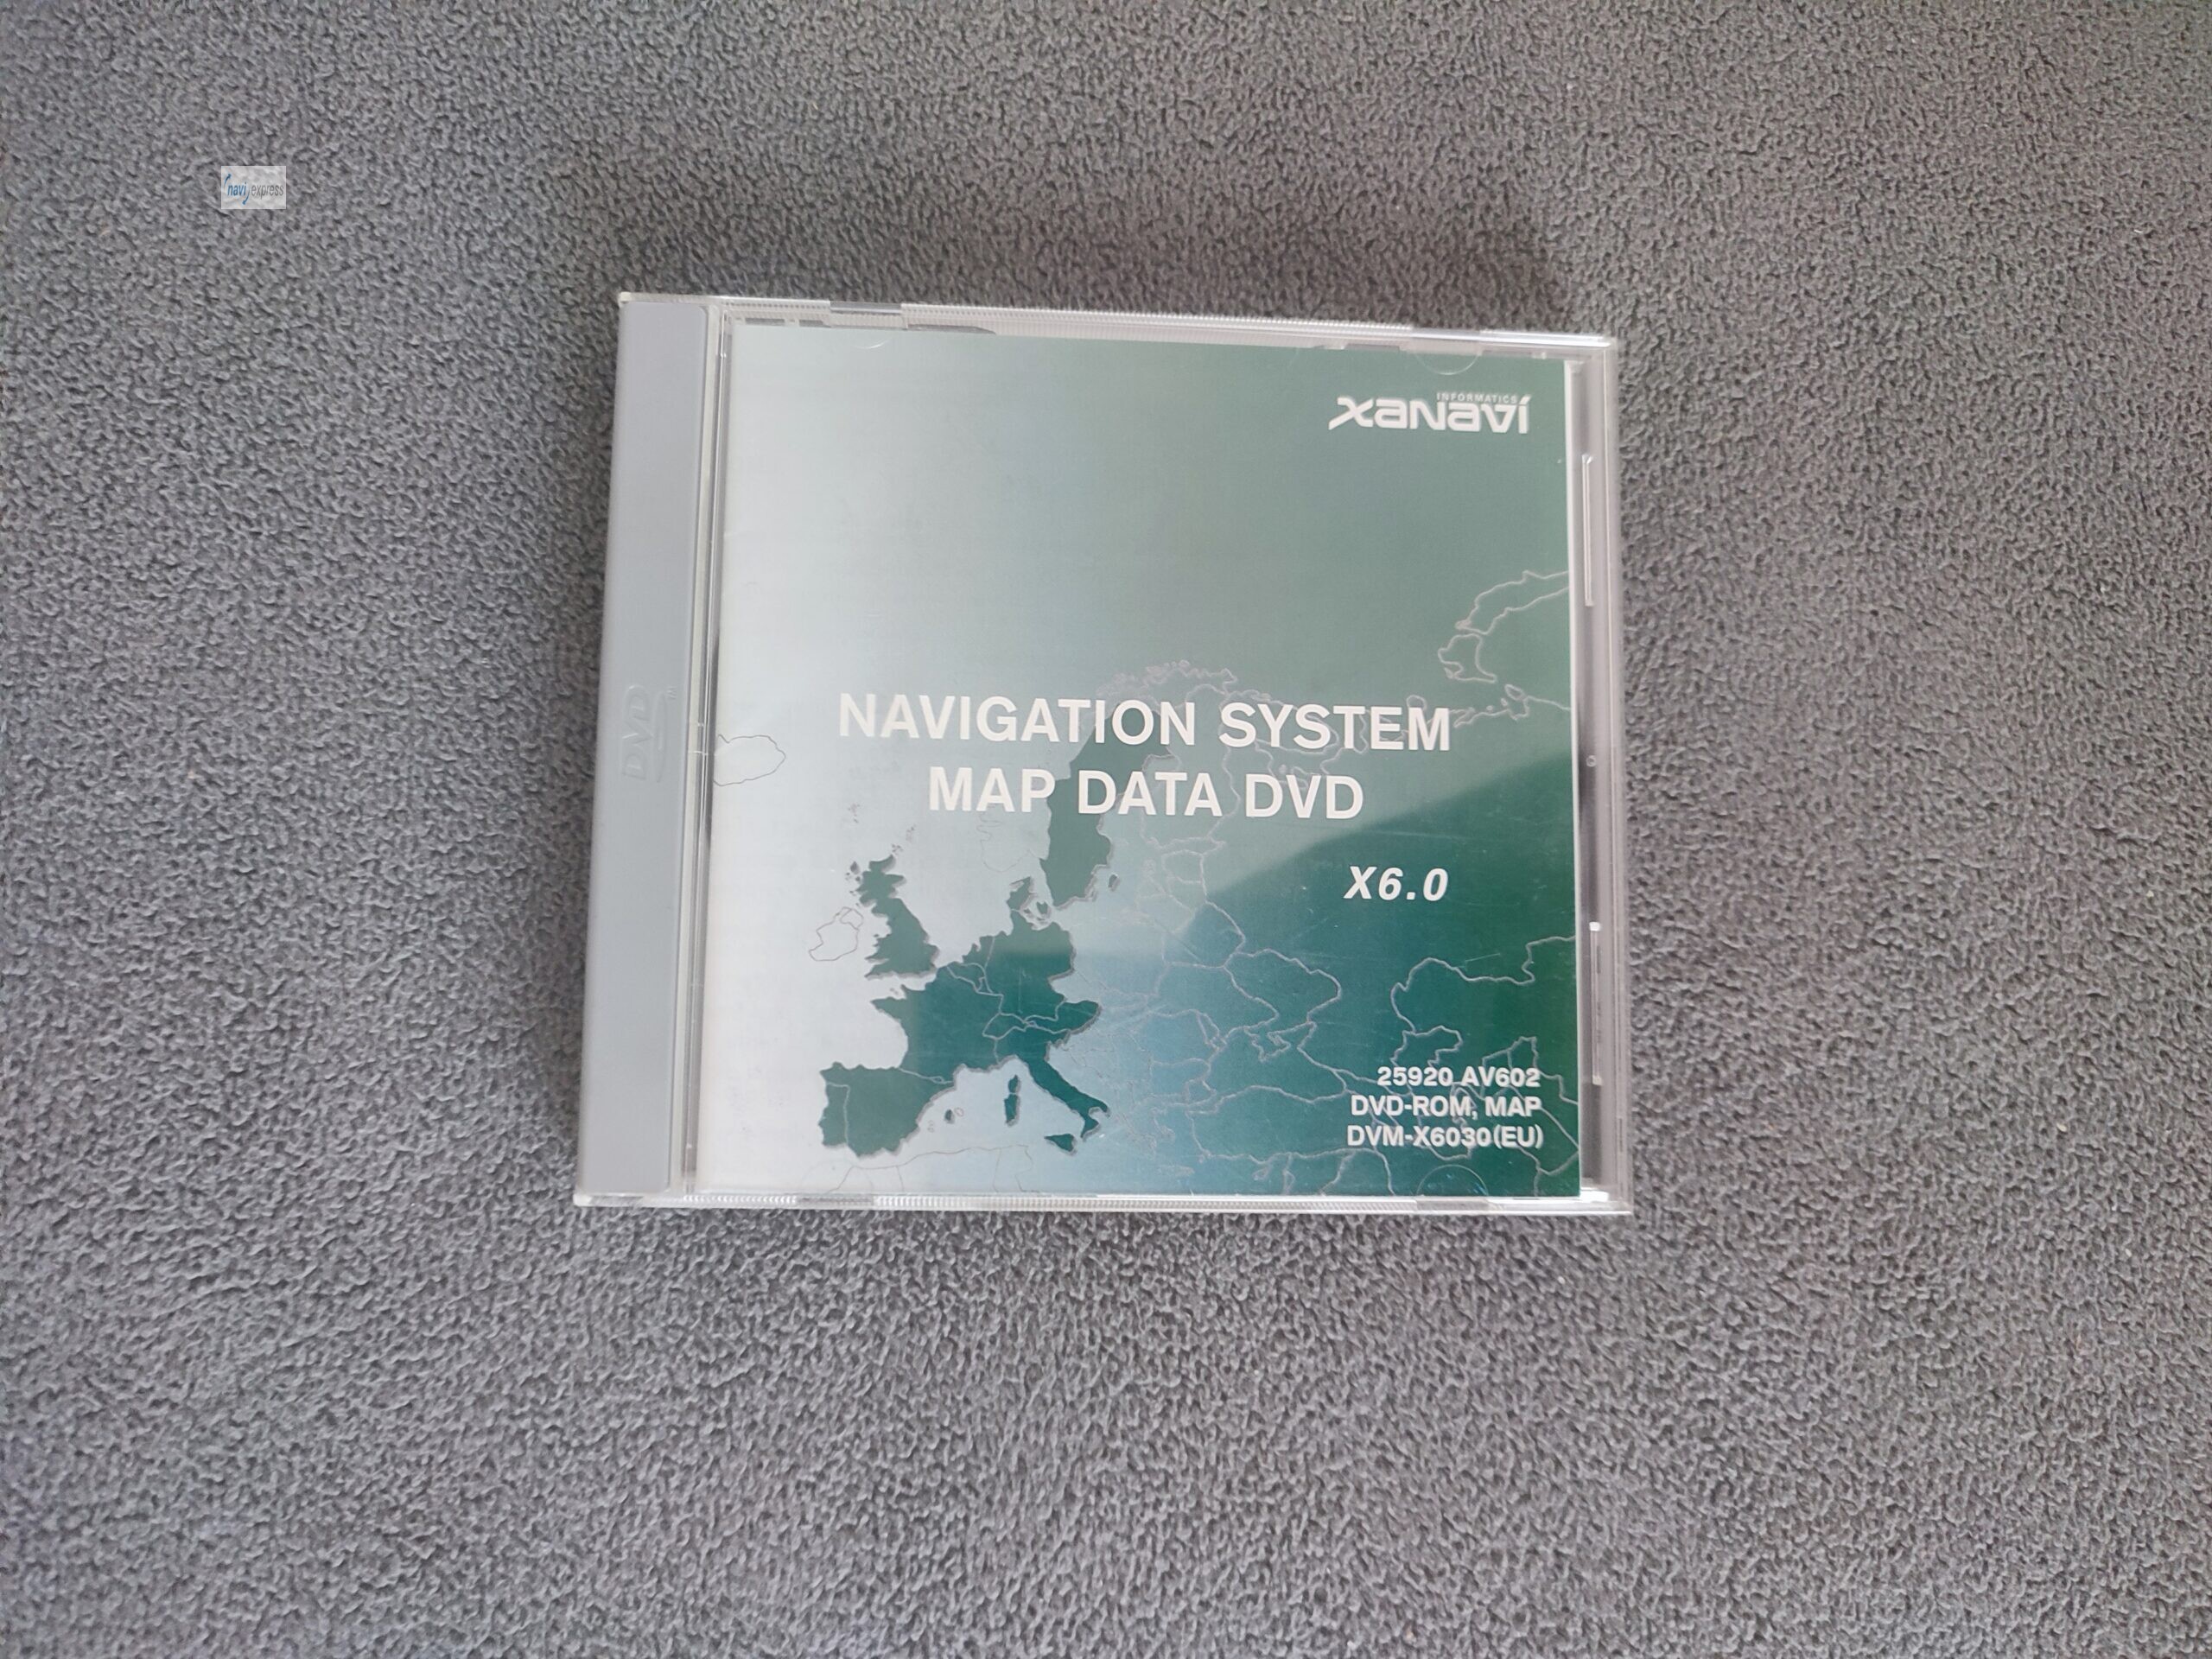 navi express
INFORMATICS
xanavi
NAVIGATION SYSTEM
MAP DATA DVD
X6.0
25920 AV602
DVD-ROM, MAP
DVM-X6030(EU)
DVD